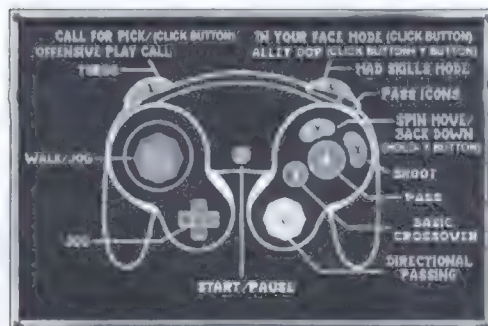 CALL FOR PICK/(CLICK BUTTON)
OFFENSIVE PLAY CALL
TURBO
WALK/JOG
JOG
START/PAUSE
IN YOUR FACE MODE (CLICK BUTTON)
ALLEY OOP (CLICK BUTTON+Y BUTTON)
MAD SKILLS MODE
PASS ICONS
SPIN MOVE/
BACK DOWN
(HOLD Y BUTTON)
SHOOT
PASS
BASIC
CROSSOVER
DIRECTIONAL
PASSING